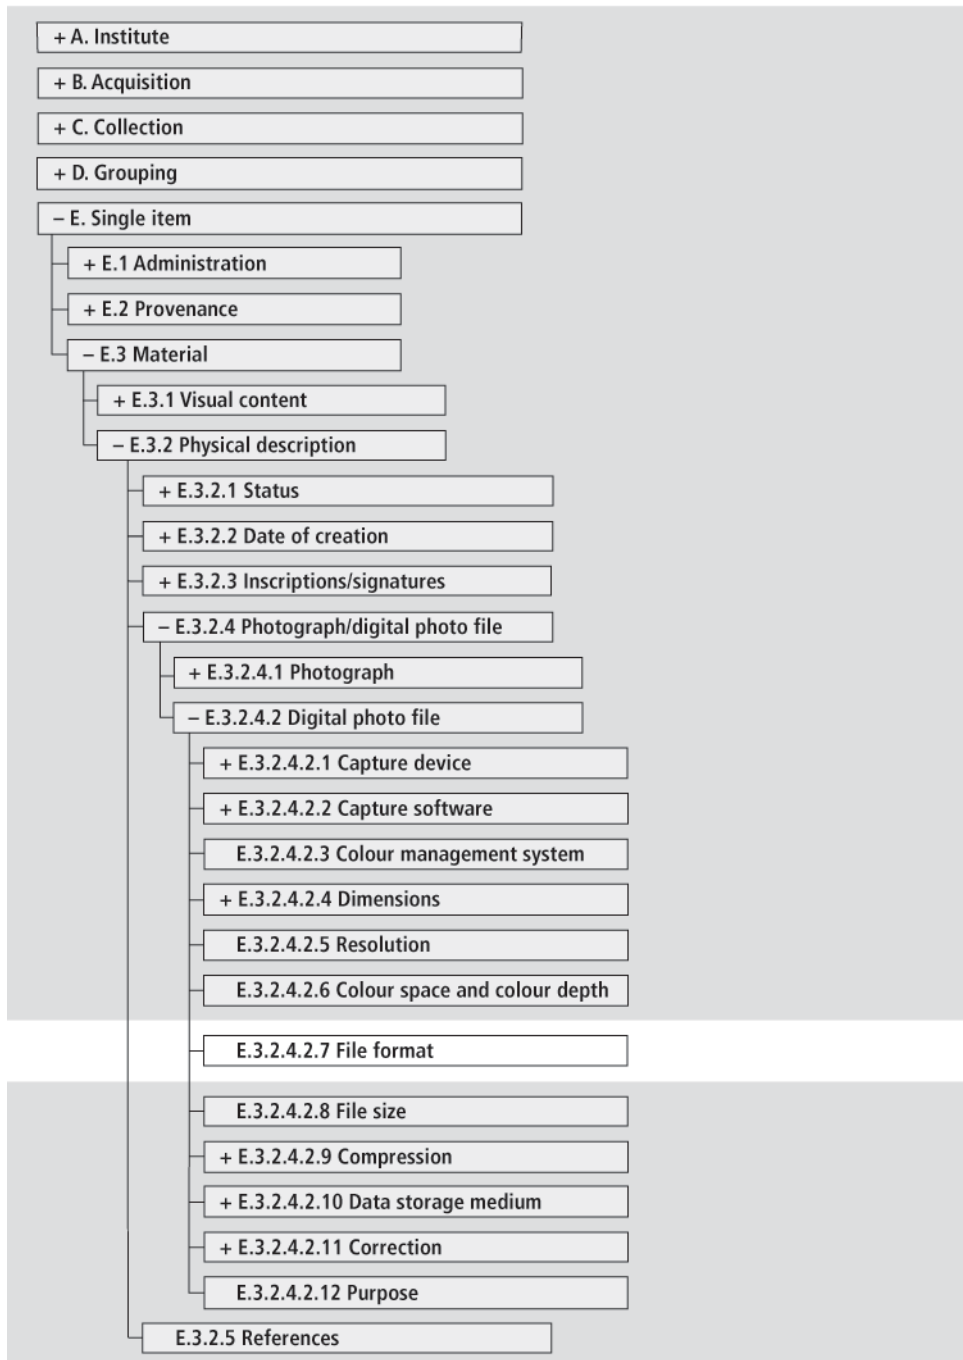 + A. Institute
+ B. Acquisition
+ C. Collection
+ D. Grouping
– E. Single item
+ E.1 Administration
+ E.2 Provenance
– E.3 Material
+ E.3.1 Visual content
– E.3.2 Physical description
+ E.3.2.1 Status
+ E.3.2.2 Date of creation
+ E.3.2.3 Inscriptions/signatures
– E.3.2.4 Photograph/digital photo file
+ E.3.2.4.1 Photograph
– E.3.2.4.2 Digital photo file
+ E.3.2.4.2.1 Capture device
+ E.3.2.4.2.2 Capture software
E.3.2.4.2.3 Colour management system
+ E.3.2.4.2.4 Dimensions
E.3.2.4.2.5 Resolution
E.3.2.4.2.6 Colour space and colour depth
E.3.2.4.2.7 File format
E.3.2.4.2.8 File size
+ E.3.2.4.2.9 Compression
+ E.3.2.4.2.10 Data storage medium
+ E.3.2.4.2.11 Correction
E.3.2.4.2.12 Purpose
E.3.2.5 References